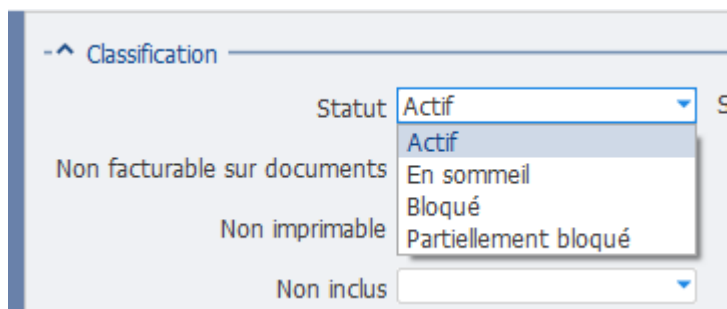 Classification
Statut Actif S
Actif
Non facturable sur documents En sommeil
Bloqué
Non imprimable Partiellement bloqué
Non inclus